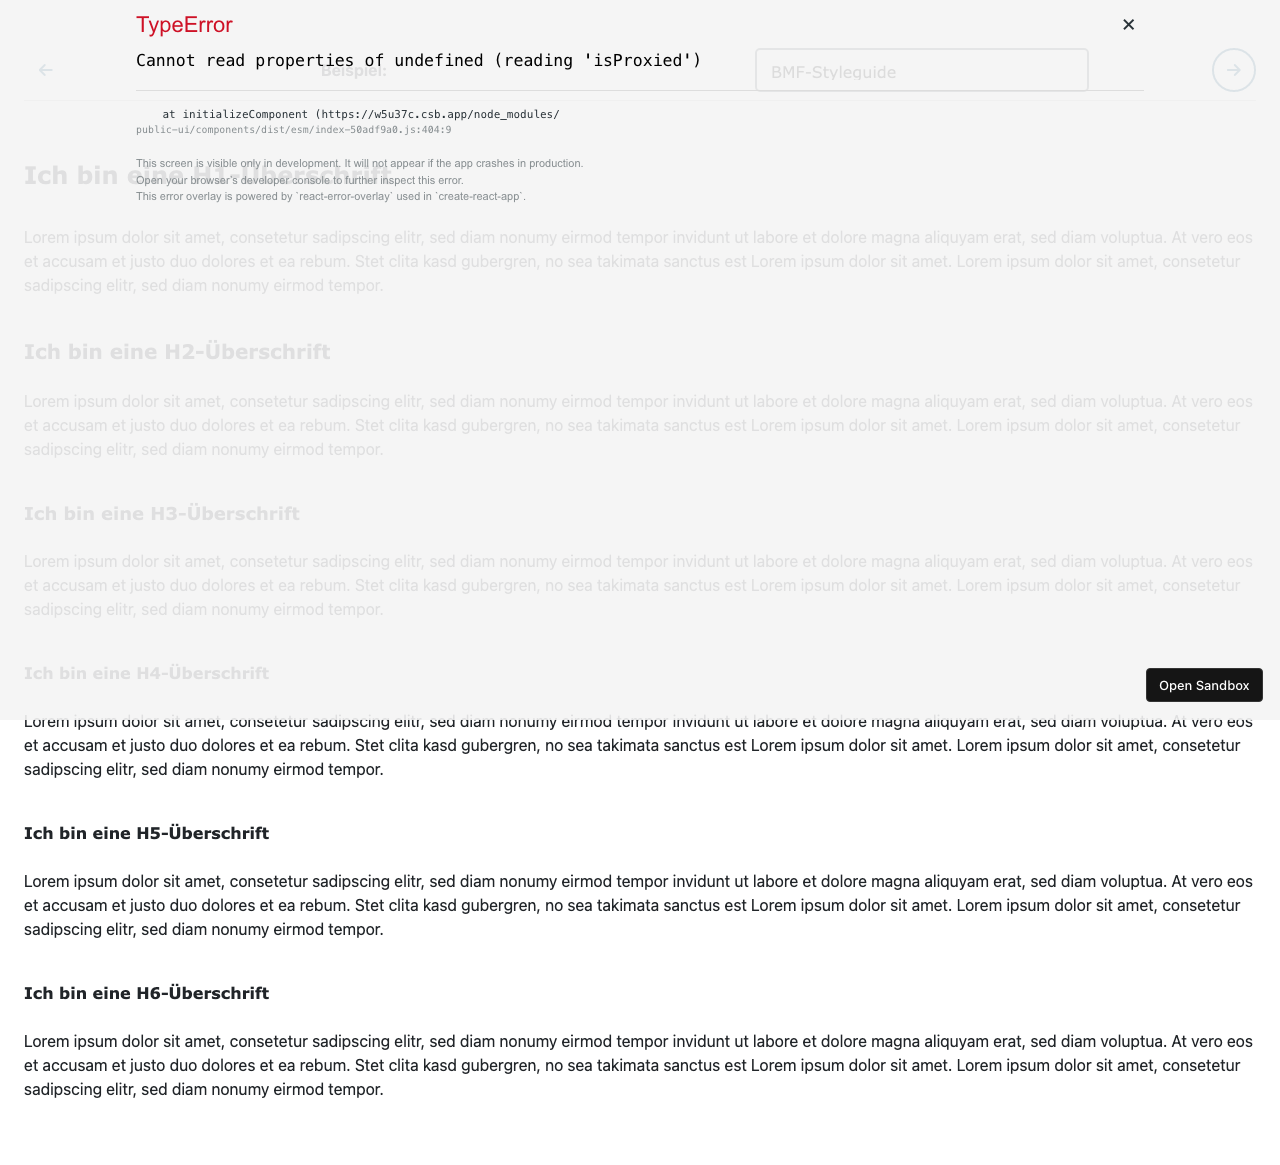 TypeError
Cannot read properties of undefined (reading 'isProxied')
Beispiel:
BMF-Styleguide
at initializeComponent (https://w5u37c.csb.app/node_modules/
public-ui/components/dist/esm/index-50adf9a0.js:404:9
This screen is visible only in development. It will not appear if the app crashes in production.
Ich bin eine H1-Überschrift
Open your browser's developer console to further inspect this error.
This error overlay is powered by `react-error-overlay` used in `create-react-app`.
Lorem ipsum dolor sit amet, consetetur sadipscing elitr, sed diam nonumy eirmod tempor invidunt ut labore et dolore magna aliquyam erat, sed diam voluptua. At vero eos
et accusam et justo duo dolores et ea rebum. Stet clita kasd gubergren, no sea takimata sanctus est Lorem ipsum dolor sit amet. Lorem ipsum dolor sit amet, consetetur
sadipscing elitr, sed diam nonumy eirmod tempor.
Ich bin eine H2-Überschrift
Lorem ipsum dolor sit amet, consetetur sadipscing elitr, sed diam nonumy eirmod tempor invidunt ut labore et dolore magna aliquyam erat, sed diam voluptua. At vero eos
et accusam et justo duo dolores et ea rebum. Stet clita kasd gubergren, no sea takimata sanctus est Lorem ipsum dolor sit amet. Lorem ipsum dolor sit amet, consetetur
sadipscing elitr, sed diam nonumy eirmod tempor.
Ich bin eine H3-Überschrift
Lorem ipsum dolor sit amet, consetetur sadipscing elitr, sed diam nonumy eirmod tempor invidunt ut labore et dolore magna aliquyam erat, sed diam voluptua. At vero eos
et accusam et justo duo dolores et ea rebum. Stet clita kasd gubergren, no sea takimata sanctus est Lorem ipsum dolor sit amet. Lorem ipsum dolor sit amet, consetetur
sadipscing elitr, sed diam nonumy eirmod tempor.
Ich bin eine H4-Überschrift
Open Sandbox
Lorem ipsum dolor sit amet, consetetur sadipscing elitr, sed diam nonumy eirmod tempor invidunt ut labore et dolore magna aliquyam erat, sed diam voluptua. At vero eos
et accusam et justo duo dolores et ea rebum. Stet clita kasd gubergren, no sea takimata sanctus est Lorem ipsum dolor sit amet. Lorem ipsum dolor sit amet, consetetur
sadipscing elitr, sed diam nonumy eirmod tempor.
Ich bin eine H5-Überschrift
Lorem ipsum dolor sit amet, consetetur sadipscing elitr, sed diam nonumy eirmod tempor invidunt ut labore et dolore magna aliquyam erat, sed diam voluptua. At vero eos
et accusam et justo duo dolores et ea rebum. Stet clita kasd gubergren, no sea takimata sanctus est Lorem ipsum dolor sit amet. Lorem ipsum dolor sit amet, consetetur
sadipscing elitr, sed diam nonumy eirmod tempor.
Ich bin eine H6-Überschrift
Lorem ipsum dolor sit amet, consetetur sadipscing elitr, sed diam nonumy eirmod tempor invidunt ut labore et dolore magna aliquyam erat, sed diam voluptua. At vero eos
et accusam et justo duo dolores et ea rebum. Stet clita kasd gubergren, no sea takimata sanctus est Lorem ipsum dolor sit amet. Lorem ipsum dolor sit amet, consetetur
sadipscing elitr, sed diam nonumy eirmod tempor.